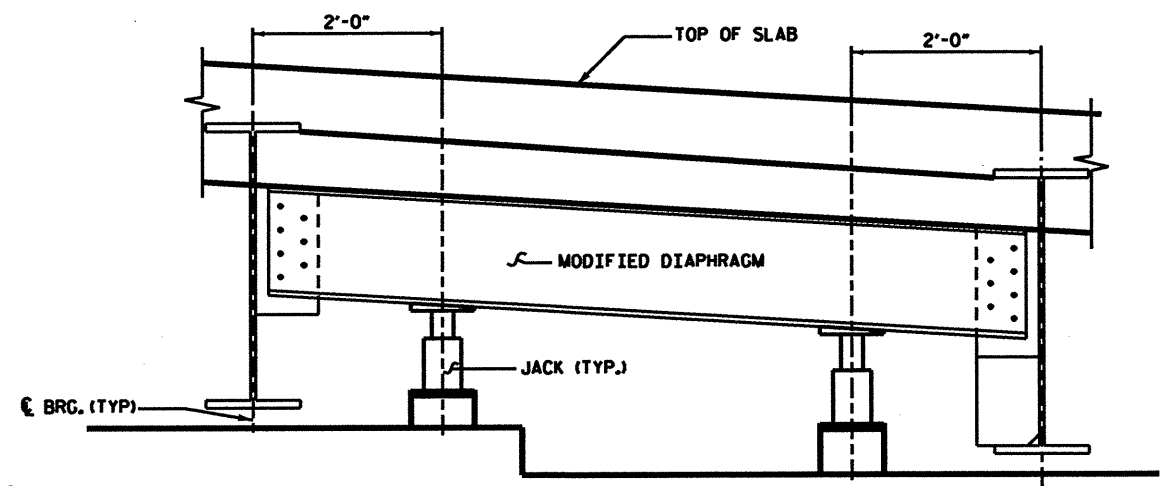 2'-0"
TOP OF SLAB
2'-0"
MODIFIED DIAPHRAGM
JACK (TYP.)
℄ BRG. (TYP)